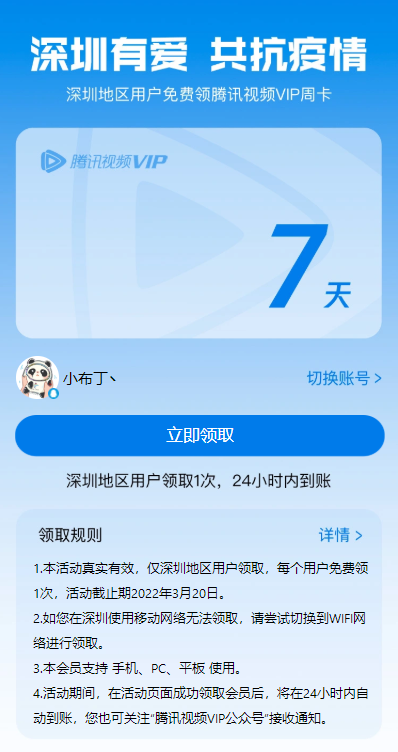 深圳有爱 共抗疫情
深圳地区用户免费领腾讯视频VIP周卡
腾讯视频VIP
7天
小布丁丶
切换账号 >
立即领取
深圳地区用户领取1次，24小时内到账
领取规则
详情 >
1.本活动真实有效，仅深圳地区用户领取，每个用户免费领
1次，活动截止期2022年3月20日。
2.如您在深圳使用移动网络无法领取，请尝试切换到WIFI网
络进行领取。
3.本会员支持 手机、PC、平板 使用。
4.活动期间，在活动页面成功领取会员后，将在24小时内自
动到账，您也可关注“腾讯视频VIP公众号”接收通知。